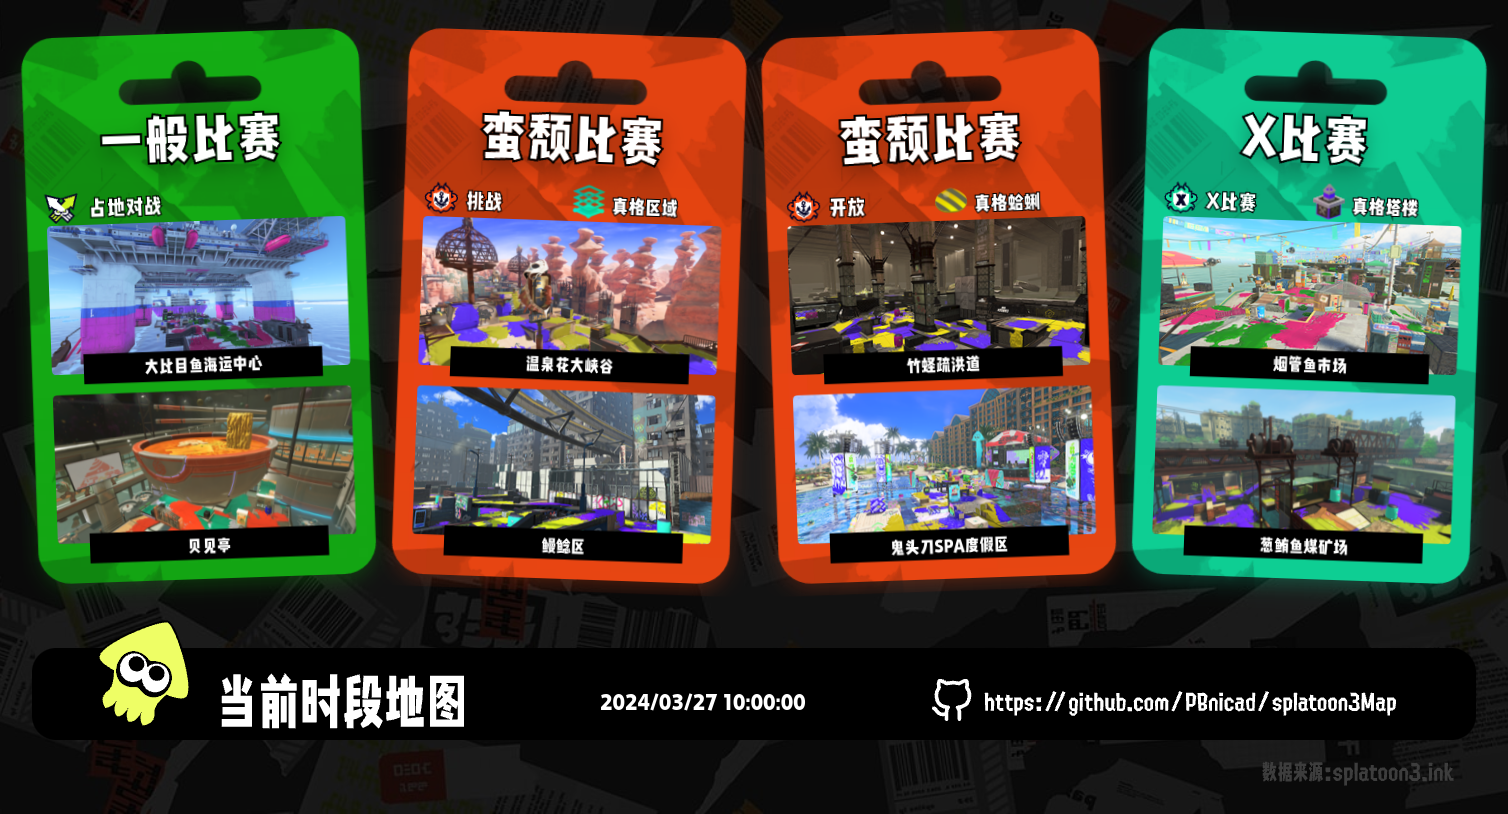 一般比赛
占地对战
大比目鱼海运中心
贝见亭
蛮颓比赛
挑战
真格区域
温泉花大峡谷
鳗鲶区
蛮颓比赛
开放
真格蛤蜊
竹蛏疏洪道
鬼头刀SPA度假区
X比赛
X比赛
真格塔楼
烟管鱼市场
葱鲔鱼煤矿场
当前时段地图
2024/03/27 10:00:00
https://github.com/PBnicad/splatoon3Map
数据来源:splatoon3.ink